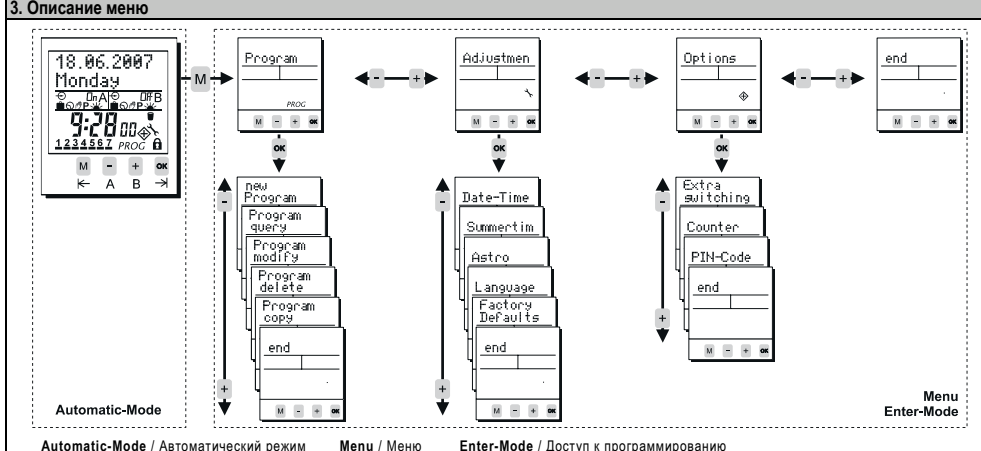 3. Описание меню
18.06.2007
Monday
On A Off B
P P
9:28 00
1234567 PROG
M - + OK
A B
Automatic-Mode
M
Program
PROG
M - + OK
- +
Adjustmen
M - + OK
- +
Options
M - + OK
- +
end
M - + OK
OK
OK
OK
-
+
new
Program
Program
query
Program
modify
Program
delete
Program
copy
end
M - + OK
-
+
Date-Time
Summertim
Astro
Language
Factory
Defaults
end
M - + OK
-
+
Extra
switching
Counter
PIN-Code
end
M - + OK
Menu
Enter-Mode
Automatic-Mode / Автоматический режим Menu / Меню Enter-Mode / Доступ к программированию